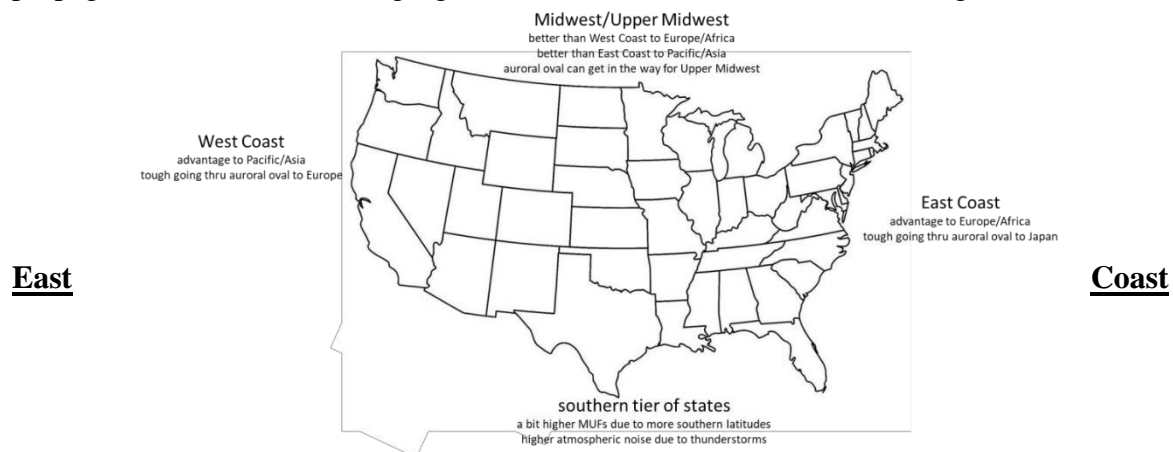 Midwest/Upper Midwest
better than West Coast to Europe/Africa
better than East Coast to Pacific/Asia
auroral oval can get in the way for Upper Midwest
West Coast
advantage to Pacific/Asia
tough going thru auroral oval to Europe
East Coast
advantage to Europe/Africa
tough going thru auroral oval to Japan
East Coast
southern tier of states
a bit higher MUFs due to more southern latitudes
higher atmospheric noise due to thunderstorms